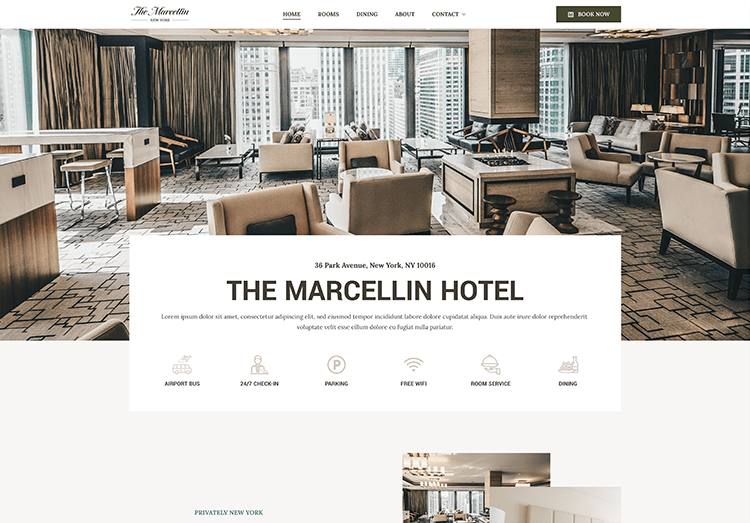 The Marcellin
NEW YORK
HOME ROOMS DINING ABOUT CONTACT
BOOK NOW
36 Park Avenue, New York, NY 10016
THE MARCELLIN HOTEL
Lorem ipsum dolor sit amet, consectetur adipiscing elit, sed eiusmod tempor incididunt labore dolore cupidatat aliqua. Duis aute irure dolor reprehenderit
voluptate velit esse cillum dolore eu fugiat nulla pariatur.
P
AIRPORT BUS 24/7 CHECK-IN PARKING FREE WIFI ROOM SERVICE DINING
PRIVATELY NEW YORK